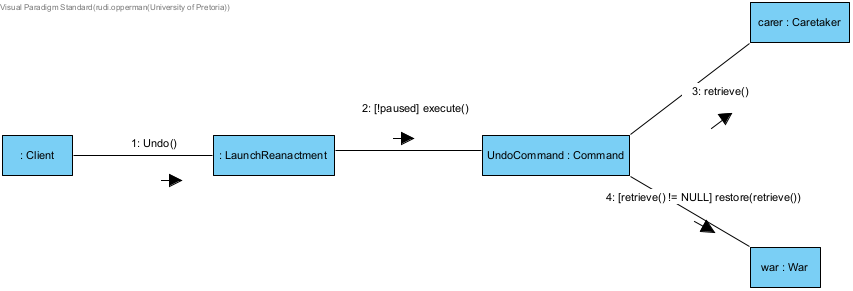 Visual Paradigm Standard(rudi.opperman(University of Pretoria))
carer : Caretaker
3: retrieve()
2: [!paused] execute()
1: Undo()
: Client
: LaunchReanactment
UndoCommand : Command
4: [retrieve() != NULL] restore(retrieve())
war : War